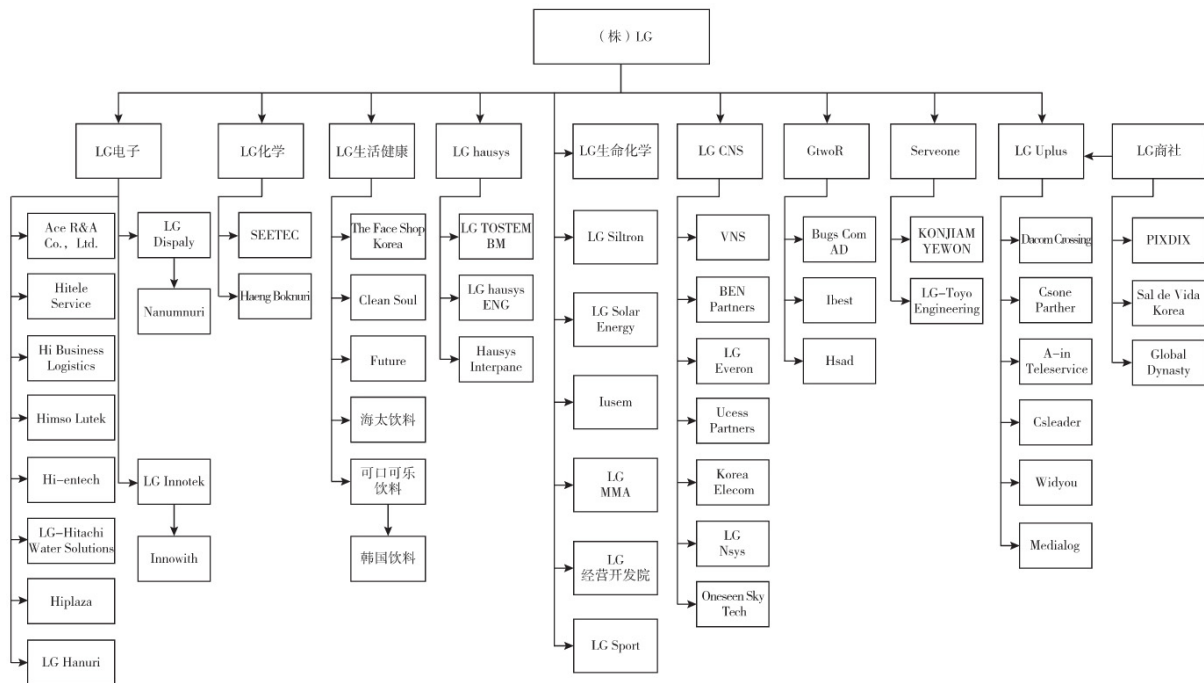 （株）LG
LG电子
LG化学
LG生活健康
LG hausys
LG生命化学
LG CNS
GtwoR
Serveone
LG Uplus
LG商社
Ace R&A
Co.，Ltd.
Hitele
Service
Hi Business
Logistics
Himso Lutek
Hi-entech
LG-Hitachi
Water Solutions
Hiplaza
LG Hanuri
LG
Dispaly
Nanumnuri
LG Innotek
Innowith
SEETEC
Haeng Boknuri
The Face Shop
Korea
Clean Soul
Future
海太饮料
可口可乐
饮料
韩国饮料
LG TOSTEM
BM
LG hausys
ENG
Hausys
Interpane
LG Siltron
LG Solar
Energy
Iusem
LG
MMA
LG
经营开发院
LG Sport
VNS
BEN
Partners
LG
Everon
Ucess
Partners
Korea
Elecom
LG
Nsys
Oneseen Sky
Tech
Bugs Com
AD
Ibest
Hsad
KONJIAM
YEWON
LG-Toyo
Engineering
Dacom Crossing
Csone
Parther
A-in
Teleservice
Csleader
Widyou
Medialog
PIXDIX
Sal de Vida
Korea
Global
Dynasty